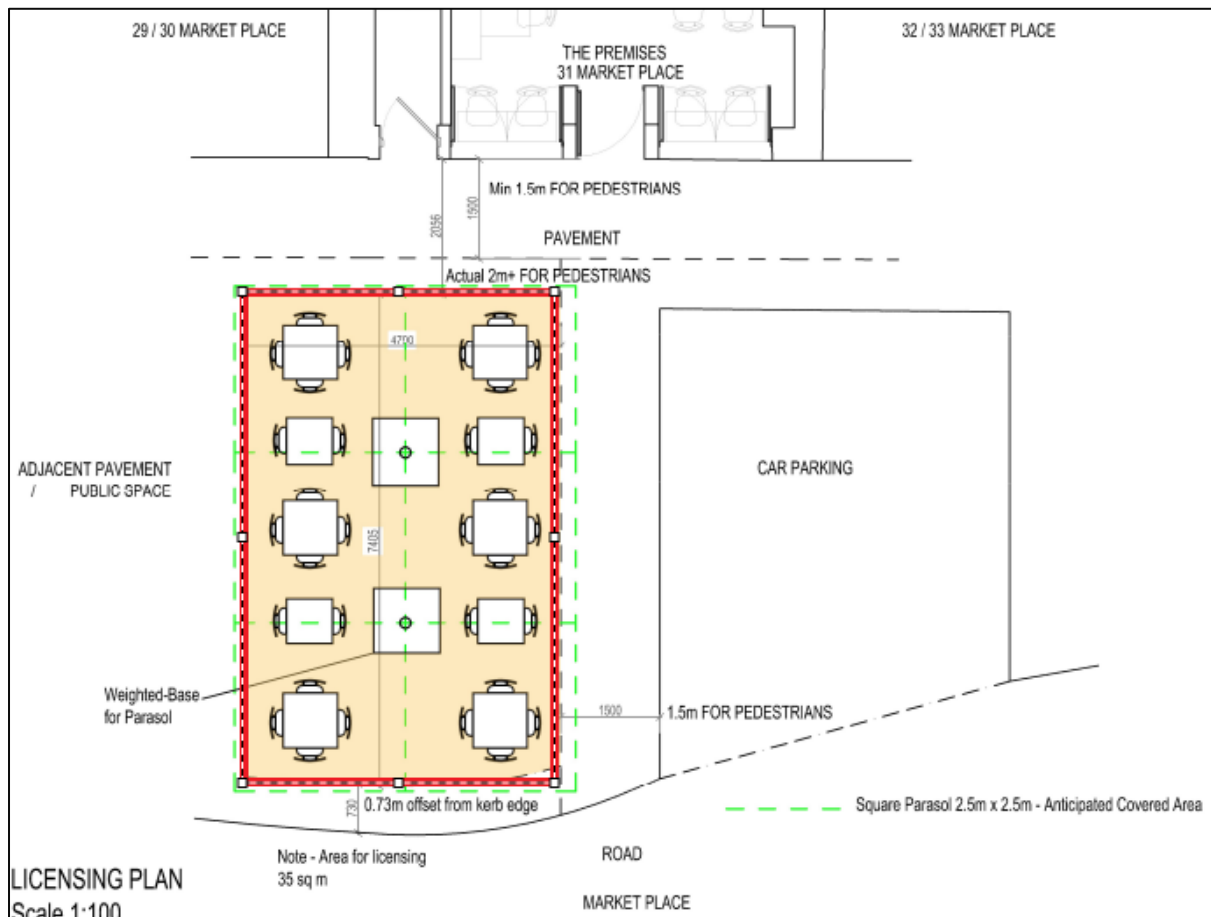 29 / 30 MARKET PLACE
THE PREMISES
31 MARKET PLACE
32 / 33 MARKET PLACE
Min 1.5m FOR PEDESTRIANS
2056
1500
PAVEMENT
Actual 2m+ FOR PEDESTRIANS
4700
ADJACENT PAVEMENT
/ PUBLIC SPACE
CAR PARKING
7405
Weighted-Base
for Parasol
1500
1.5m FOR PEDESTRIANS
730
0.73m offset from kerb edge
Square Parasol 2.5m x 2.5m - Anticipated Covered Area
Note - Area for licensing
35 sq m
ROAD
LICENSING PLAN
Scale 1:100
MARKET PLACE